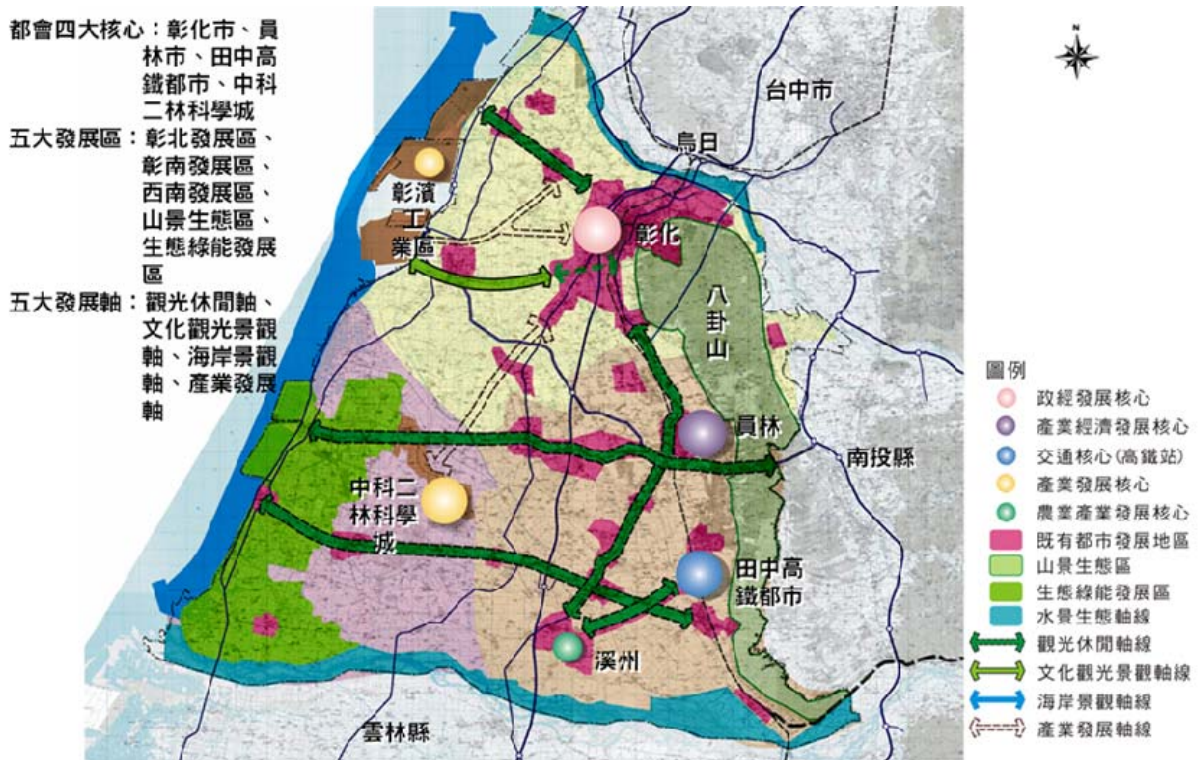 都會四大核心：彰化市、員
林市、田中高
鐵都市、中科
二林科學城
五大發展區：彰北發展區、
彰南發展區、
西南發展區、
山景生態區、
生態綠能發展
區
五大發展軸：觀光休閒軸、
文化觀光景觀
軸、海岸景觀
軸、產業發展
軸
N
台中市
烏日
彰濱
工
業區
彰化
八
卦
山
員林
南投縣
中科二
林科學
城
田中高
鐵都市
溪州
雲林縣
圖例
政經發展核心
產業經濟發展核心
交通核心(高鐵站)
產業發展核心
農業產業發展核心
既有都市發展地區
山景生態區
生態綠能發展區
水景生態軸線
觀光休閒軸線
文化觀光景觀軸線
海岸景觀軸線
產業發展軸線